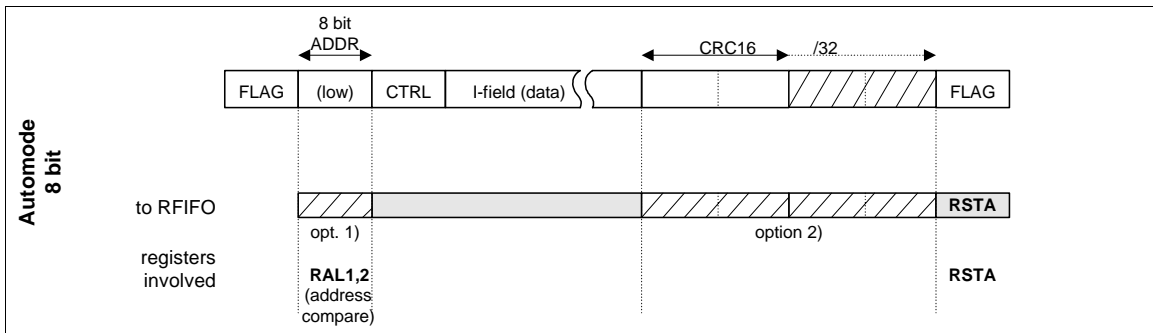 8 bit
ADDR
CRC16 /32
FLAG (low) CTRL I-field (data) FLAG
Automode
8 bit
to RFIFO RSTA
opt. 1) option 2)
registers
involved
RAL1,2 RSTA
(address
compare)